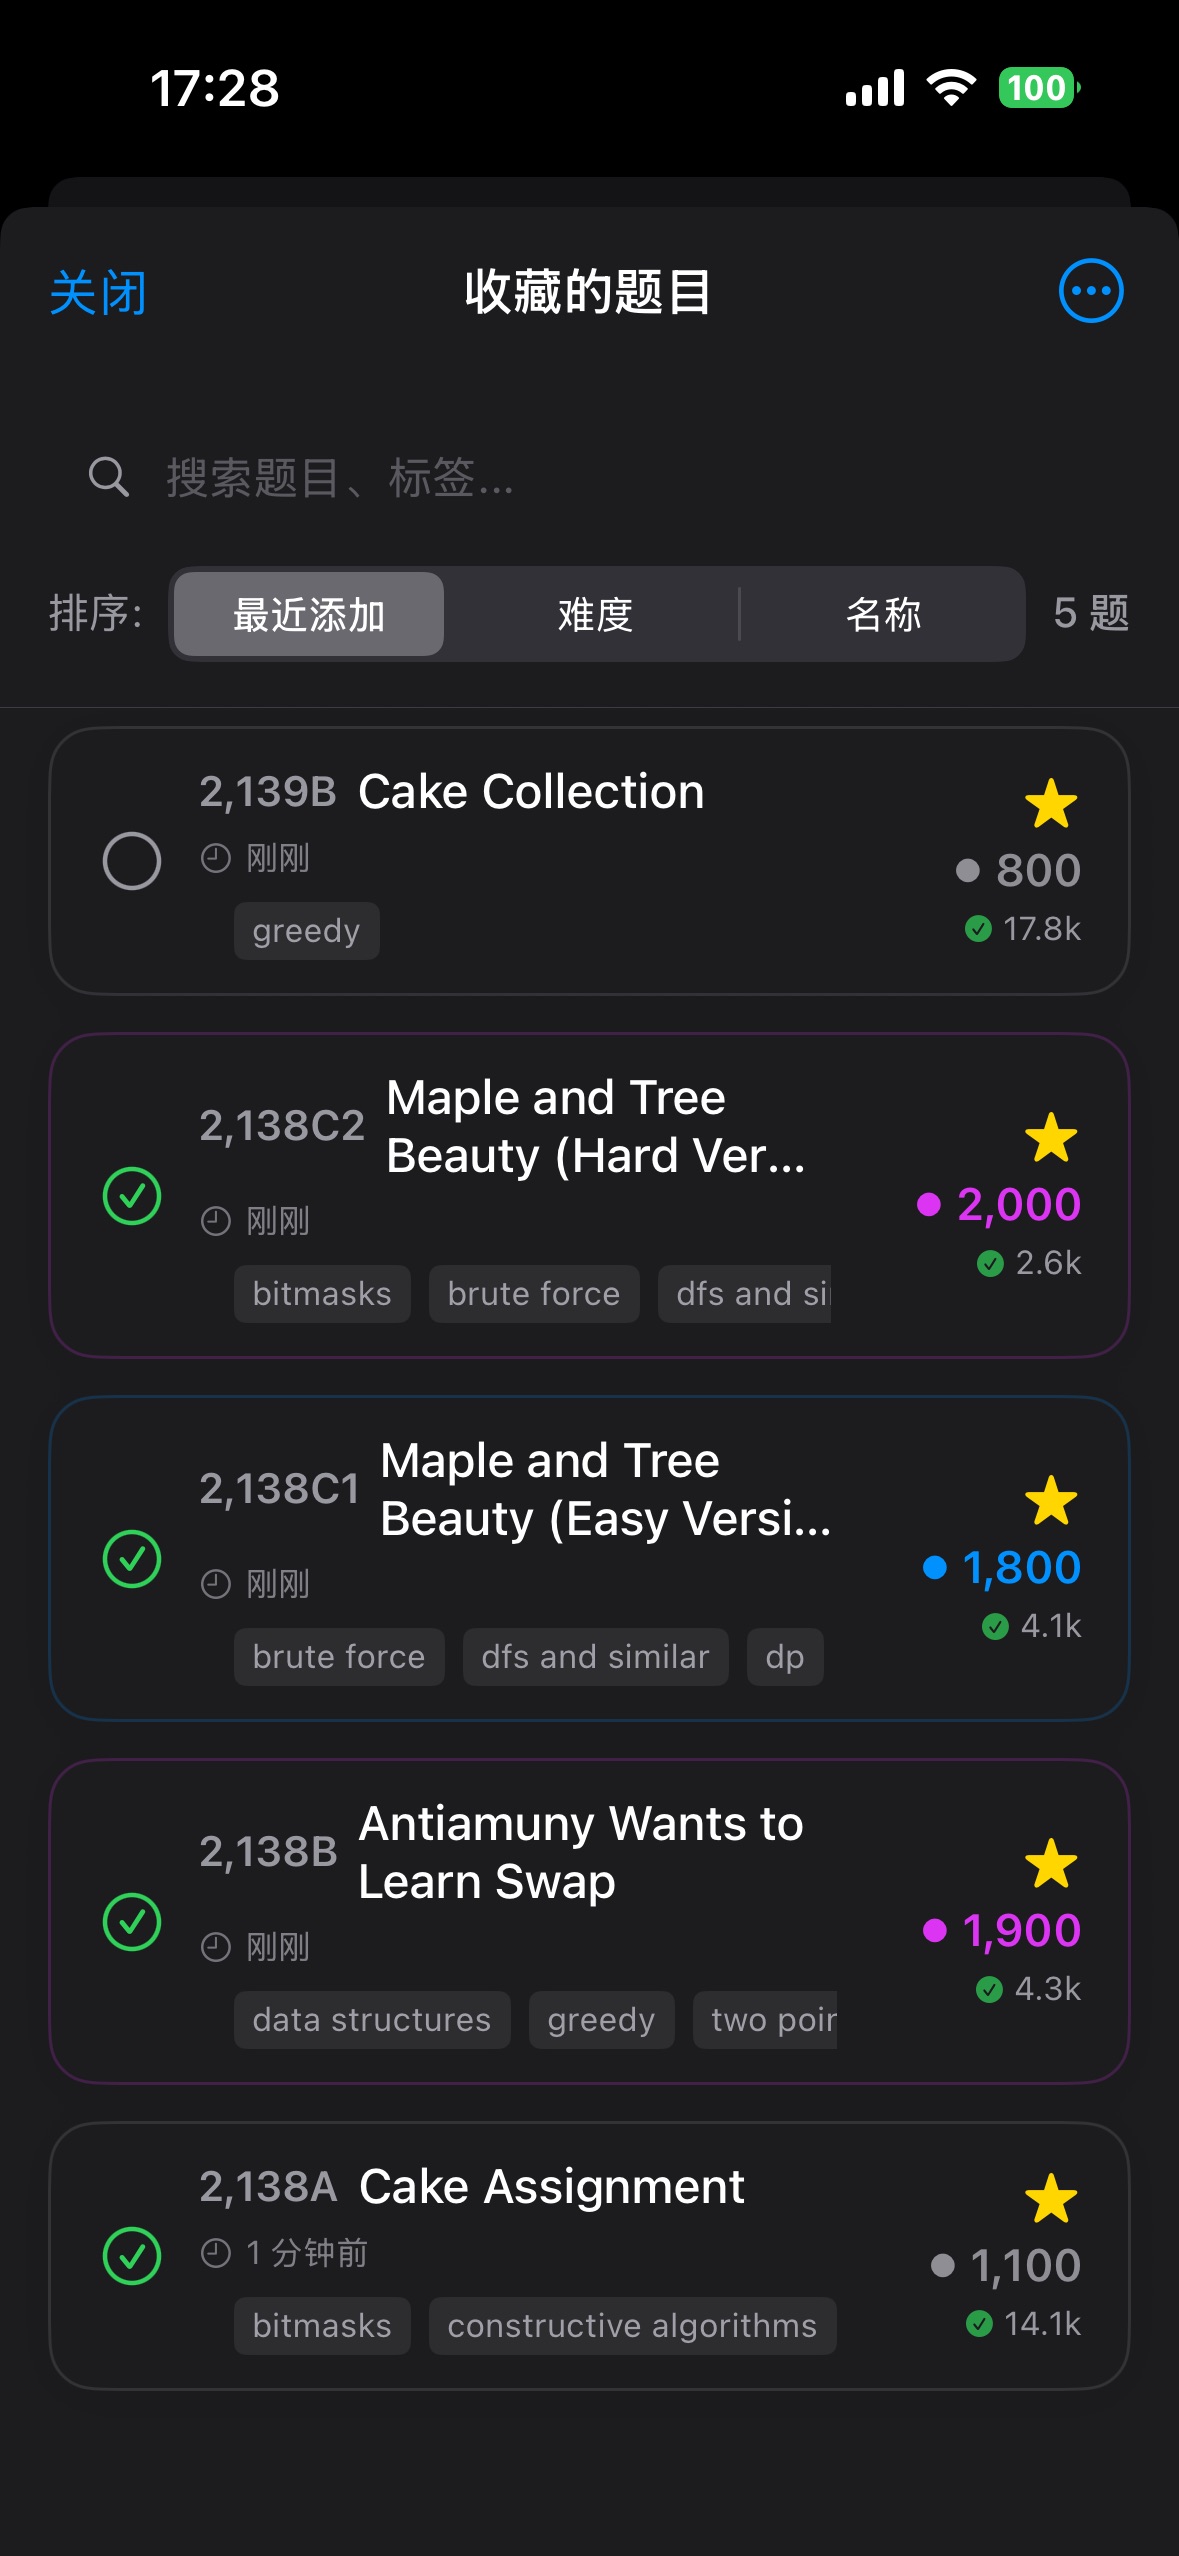 17:28
100
关闭
收藏的题目
搜索题目、标签...
排序:
最近添加
难度
名称
5 题
2,139B Cake Collection
刚刚
greedy
800
17.8k
2,138C2
Maple and Tree
Beauty (Hard Ver...
刚刚
bitmasks
brute force
dfs and si
2,000
2.6k
2,138C1
Maple and Tree
Beauty (Easy Versi...
刚刚
brute force
dfs and similar
dp
1,800
4.1k
2,138B
Antiamuny Wants to
Learn Swap
刚刚
data structures
greedy
two poin
1,900
4.3k
2,138A Cake Assignment
1 分钟前
bitmasks
constructive algorithms
1,100
14.1k